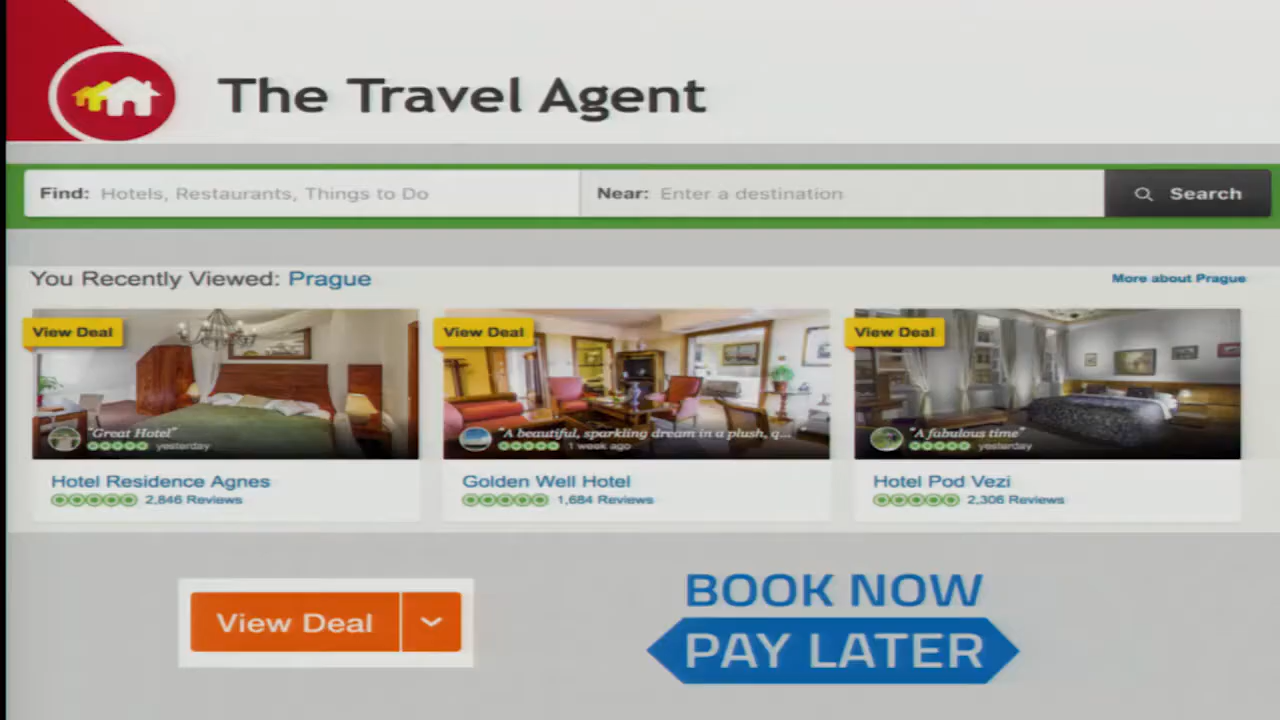 The Travel Agent
Find: Hotels, Restaurants, Things to Do Near: Enter a destination Search
You Recently Viewed: Prague More about Prague
View Deal View Deal View Deal
"Great Hotel" "A beautiful, sparkling dream in a plush, q... "A fabulous time"
yesterday 1 week ago yesterday
Hotel Residence Agnes Golden Well Hotel Hotel Pod Vezi
2,846 Reviews 1,684 Reviews 2,306 Reviews
View Deal
BOOK NOW
PAY LATER